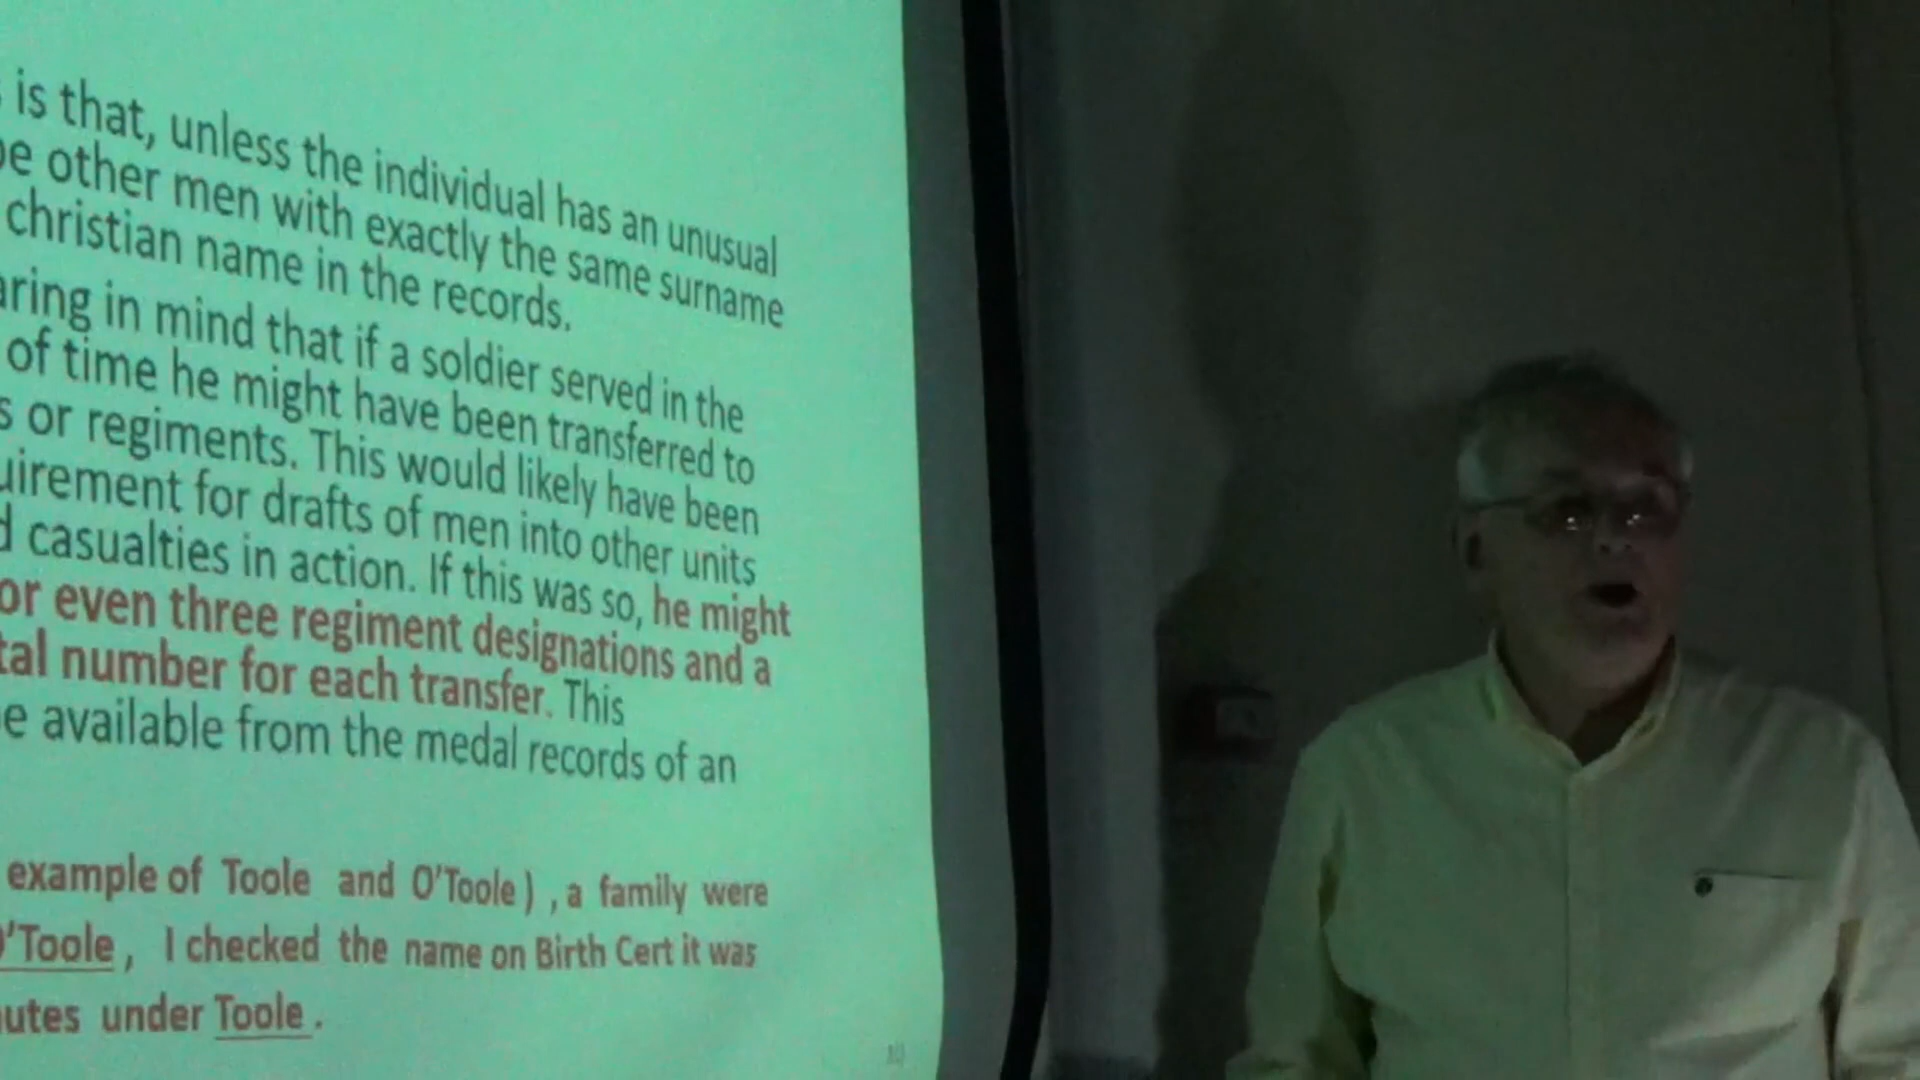 is that, unless the individual has an unusual
be other men with exactly the same surname
christian name in the records.
aring in mind that if a soldier served in the
of time he might have been transferred to
s or regiments. This would likely have been
uirement for drafts of men into other units
d casualties in action. If this was so, he might
or even three regiment designations and a
tal number for each transfer. This
e available from the medal records of an
example of Toole and O'Toole ) , a family were
O'Toole , I checked the name on Birth Cert it was
utes under Toole .